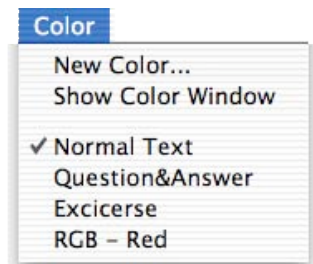 Color
New Color...
Show Color Window
✓ Normal Text
Question&Answer
Excicerse
RGB – Red